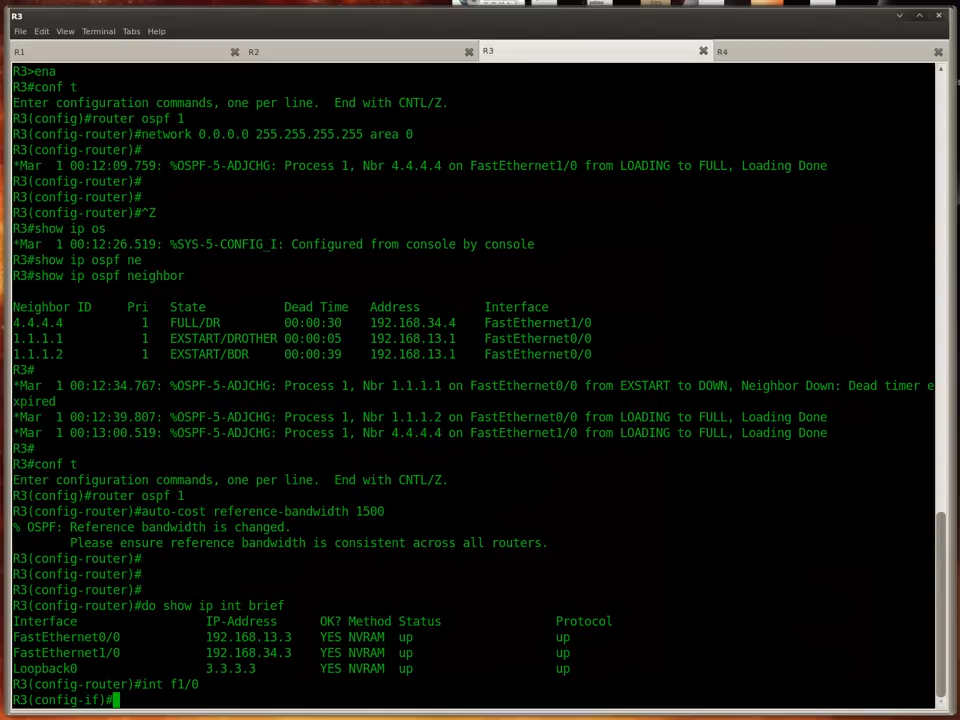 R3
File Edit View Terminal Tabs Help
R1 R2 R3 R4
R3>ena
R3#conf t
Enter configuration commands, one per line.  End with CNTL/Z.
R3(config)#router ospf 1
R3(config-router)#network 0.0.0.0 255.255.255.255 area 0
R3(config-router)#
*Mar  1 00:12:09.759: %OSPF-5-ADJCHG: Process 1, Nbr 4.4.4.4 on FastEthernet1/0 from LOADING to FULL, Loading Done
R3(config-router)#
R3(config-router)#
R3(config-router)#^Z
R3#show ip os
*Mar  1 00:12:26.519: %SYS-5-CONFIG_I: Configured from console by console
R3#show ip ospf ne
R3#show ip ospf neighbor
Neighbor ID     Pri   State           Dead Time   Address         Interface
4.4.4.4           1   FULL/DR         00:00:30    192.168.34.4    FastEthernet1/0
1.1.1.1           1   EXSTART/DROTHER 00:00:05    192.168.13.1    FastEthernet0/0
1.1.1.2           1   EXSTART/BDR     00:00:39    192.168.13.1    FastEthernet0/0
R3#
*Mar  1 00:12:34.767: %OSPF-5-ADJCHG: Process 1, Nbr 1.1.1.1 on FastEthernet0/0 from EXSTART to DOWN, Neighbor Down: Dead timer e
xpired
*Mar  1 00:12:39.807: %OSPF-5-ADJCHG: Process 1, Nbr 1.1.1.2 on FastEthernet0/0 from LOADING to FULL, Loading Done
*Mar  1 00:13:00.519: %OSPF-5-ADJCHG: Process 1, Nbr 4.4.4.4 on FastEthernet1/0 from LOADING to FULL, Loading Done
R3#
R3#conf t
Enter configuration commands, one per line.  End with CNTL/Z.
R3(config)#router ospf 1
R3(config-router)#auto-cost reference-bandwidth 1500
% OSPF: Reference bandwidth is changed.
        Please ensure reference bandwidth is consistent across all routers.
R3(config-router)#
R3(config-router)#
R3(config-router)#
R3(config-router)#do show ip int brief
Interface                  IP-Address      OK? Method Status                Protocol
FastEthernet0/0            192.168.13.3    YES NVRAM  up                    up
FastEthernet1/0            192.168.34.3    YES NVRAM  up                    up
Loopback0                  3.3.3.3         YES NVRAM  up                    up
R3(config-router)#int f1/0
R3(config-if)#